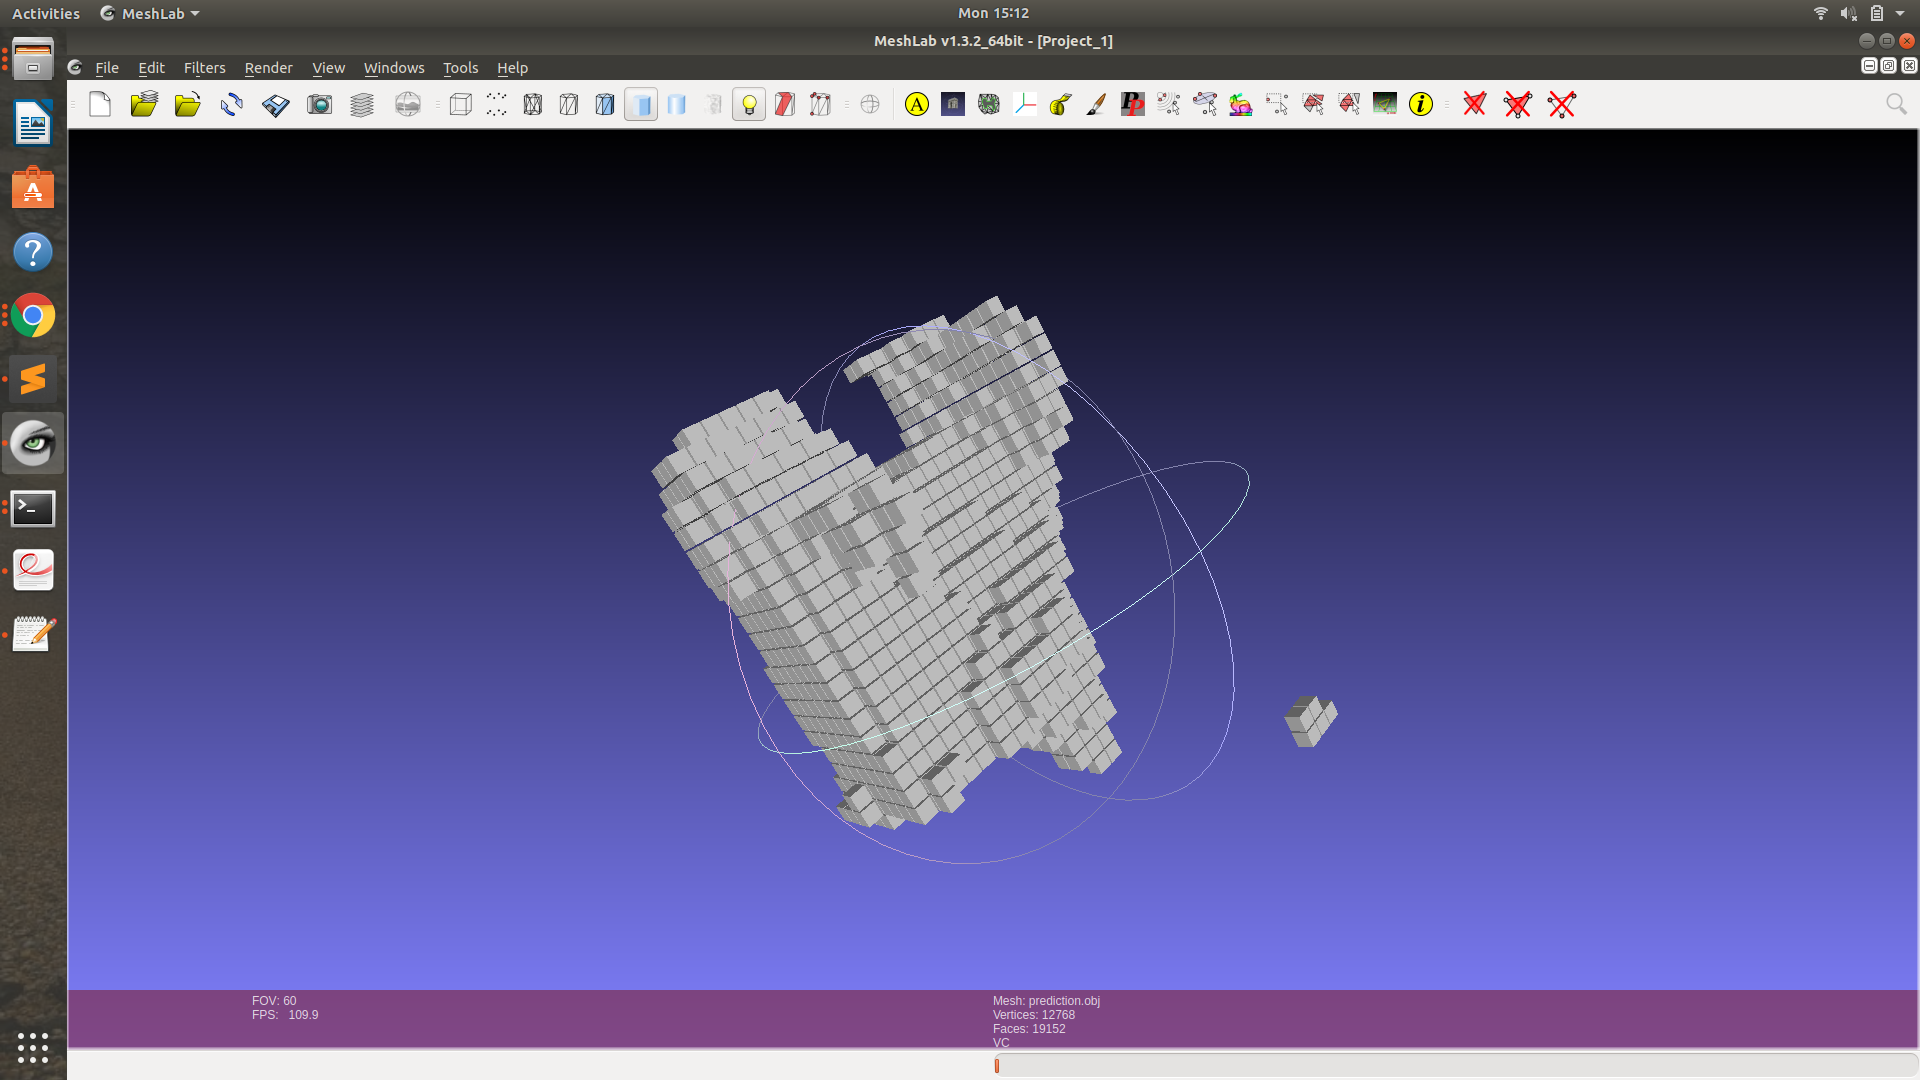 Activities
MeshLab
Mon 15:12
MeshLab v1.3.2_64bit - [Project_1]
File Edit Filters Render View Windows Tools Help
A
PP
i
FOV: 60
FPS: 109.9
Mesh: prediction.obj
Vertices: 12768
Faces: 19152
VC